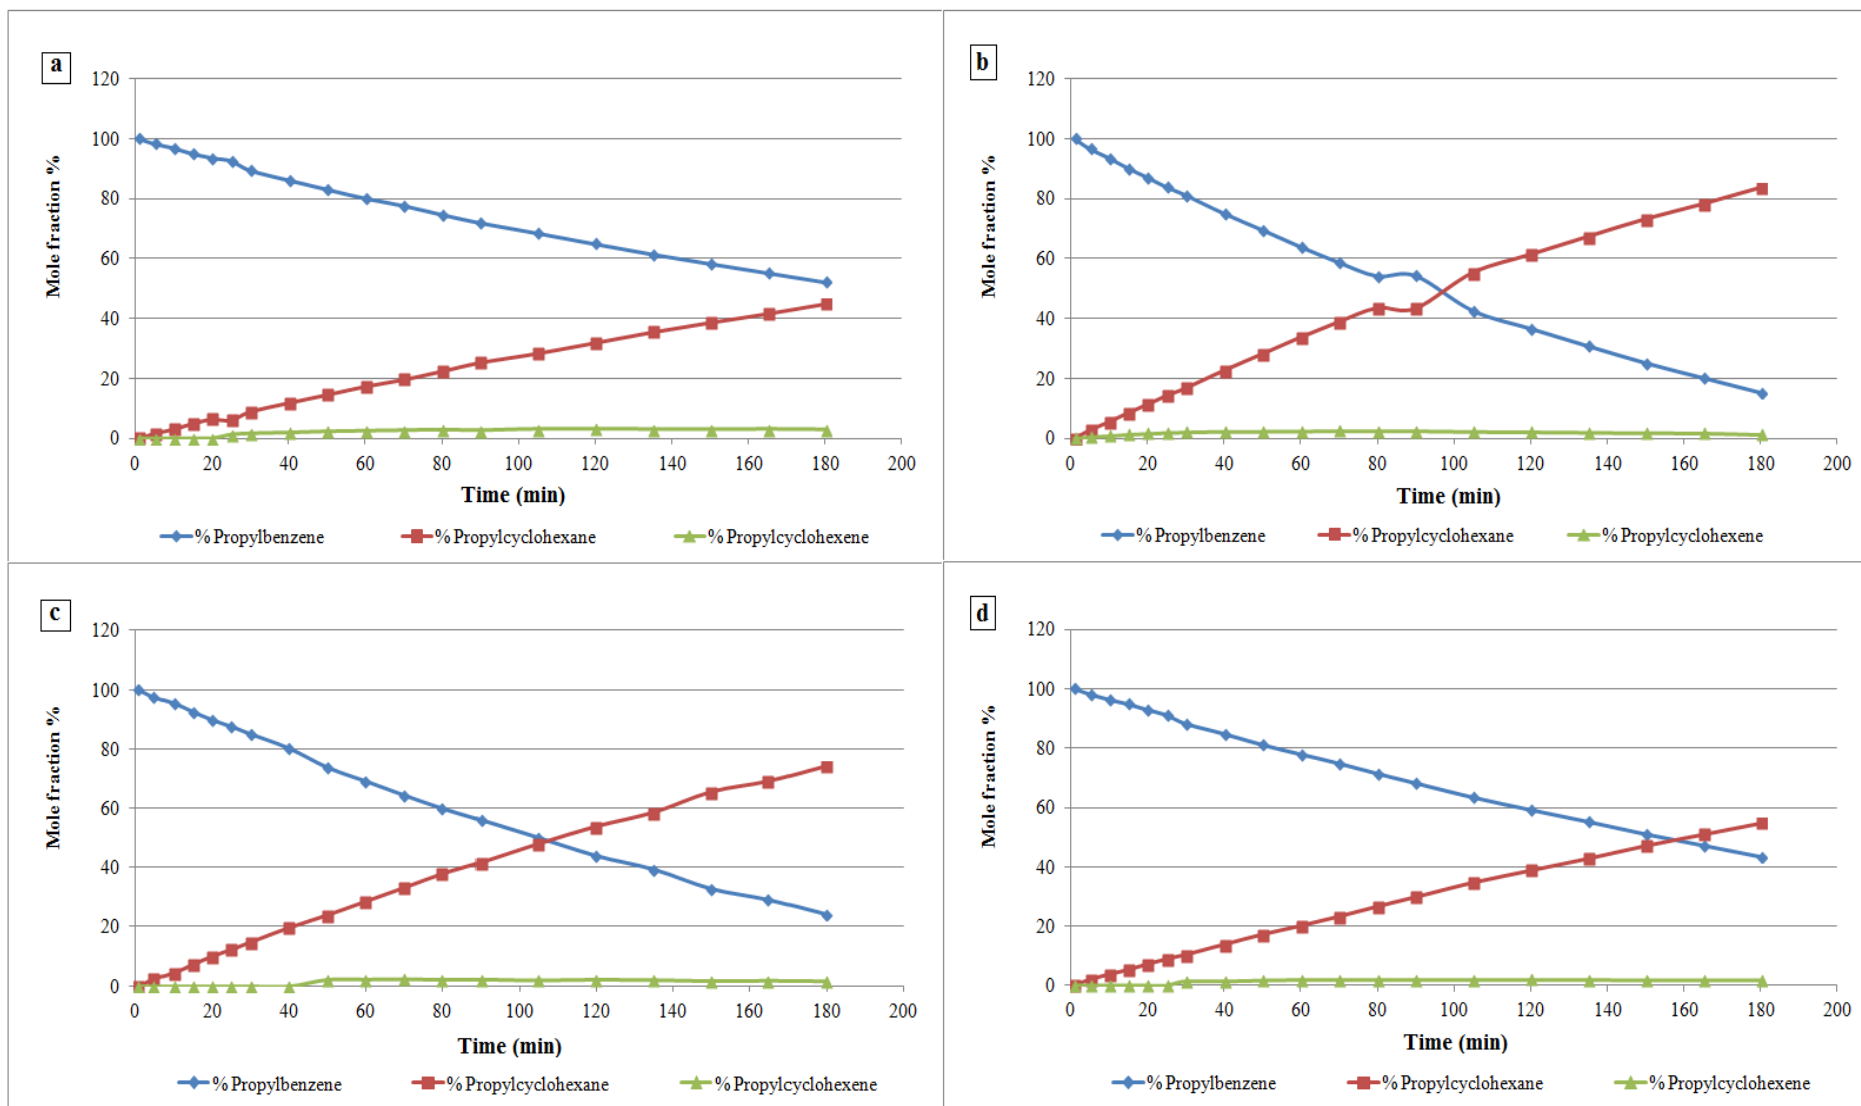 a
120
100
80
60
40
20
0
0 20 40 60 80 100 120 140 160 180 200
Mole fraction %
Time (min)
% Propylbenzene % Propylcyclohexane % Propylcyclohexene
b
120
100
80
60
40
20
0
0 20 40 60 80 100 120 140 160 180 200
Mole fraction %
Time (min)
% Propylbenzene % Propylcyclohexane % Propylcyclohexene
c
120
100
80
60
40
20
0
0 20 40 60 80 100 120 140 160 180 200
Mole fraction %
Time (min)
% Propylbenzene % Propylcyclohexane % Propylcyclohexene
d
120
100
80
60
40
20
0
0 20 40 60 80 100 120 140 160 180 200
Mole fraction %
Time (min)
% Propylbenzene % Propylcyclohexane % Propylcyclohexene